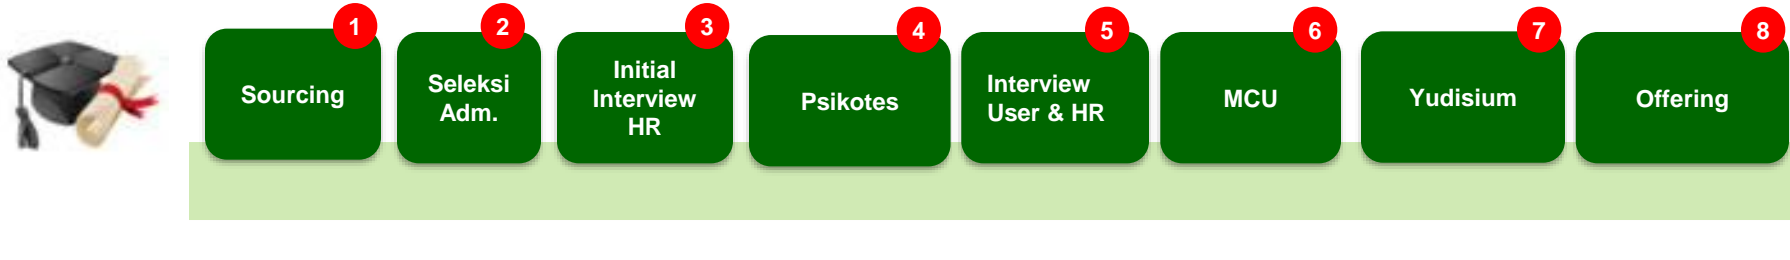 1
Sourcing
2
Seleksi
Adm.
3
Initial
Interview
HR
4
Psikotes
5
Interview
User & HR
6
MCU
7
Yudisium
8
Offering